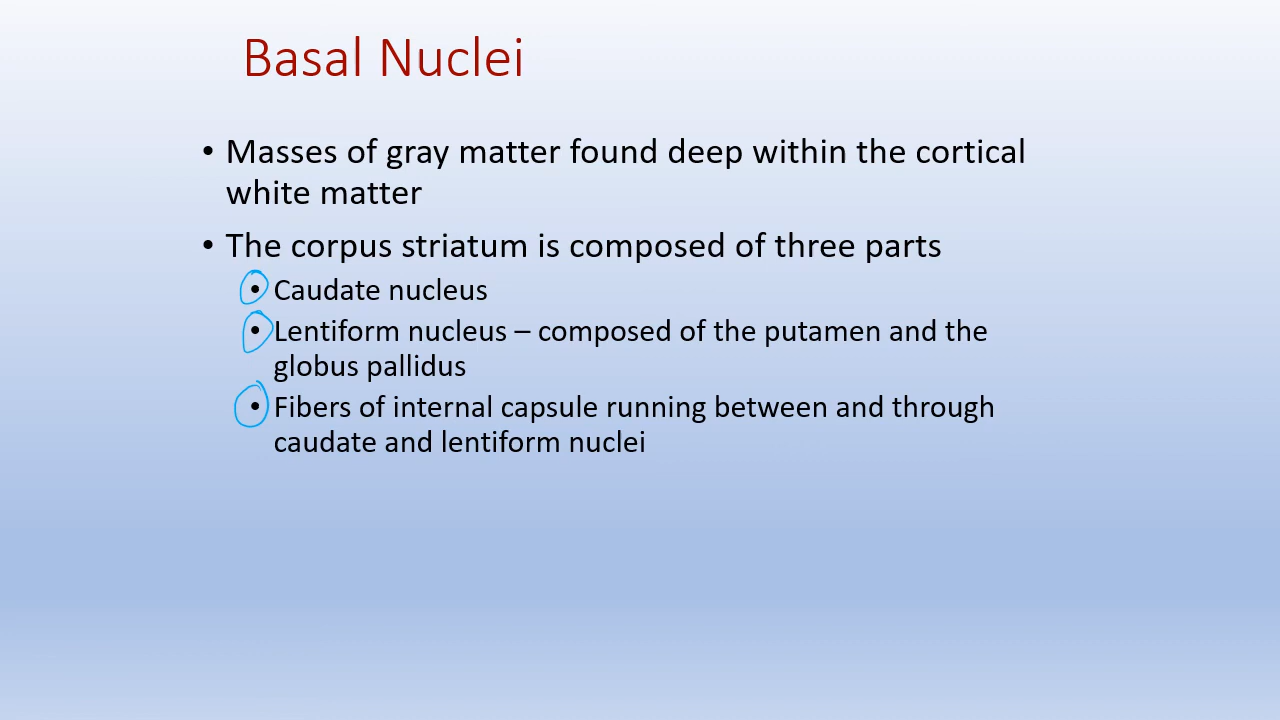 Basal Nuclei
• Masses of gray matter found deep within the cortical
white matter
• The corpus striatum is composed of three parts
• Caudate nucleus
• Lentiform nucleus – composed of the putamen and the
globus pallidus
• Fibers of internal capsule running between and through
caudate and lentiform nuclei